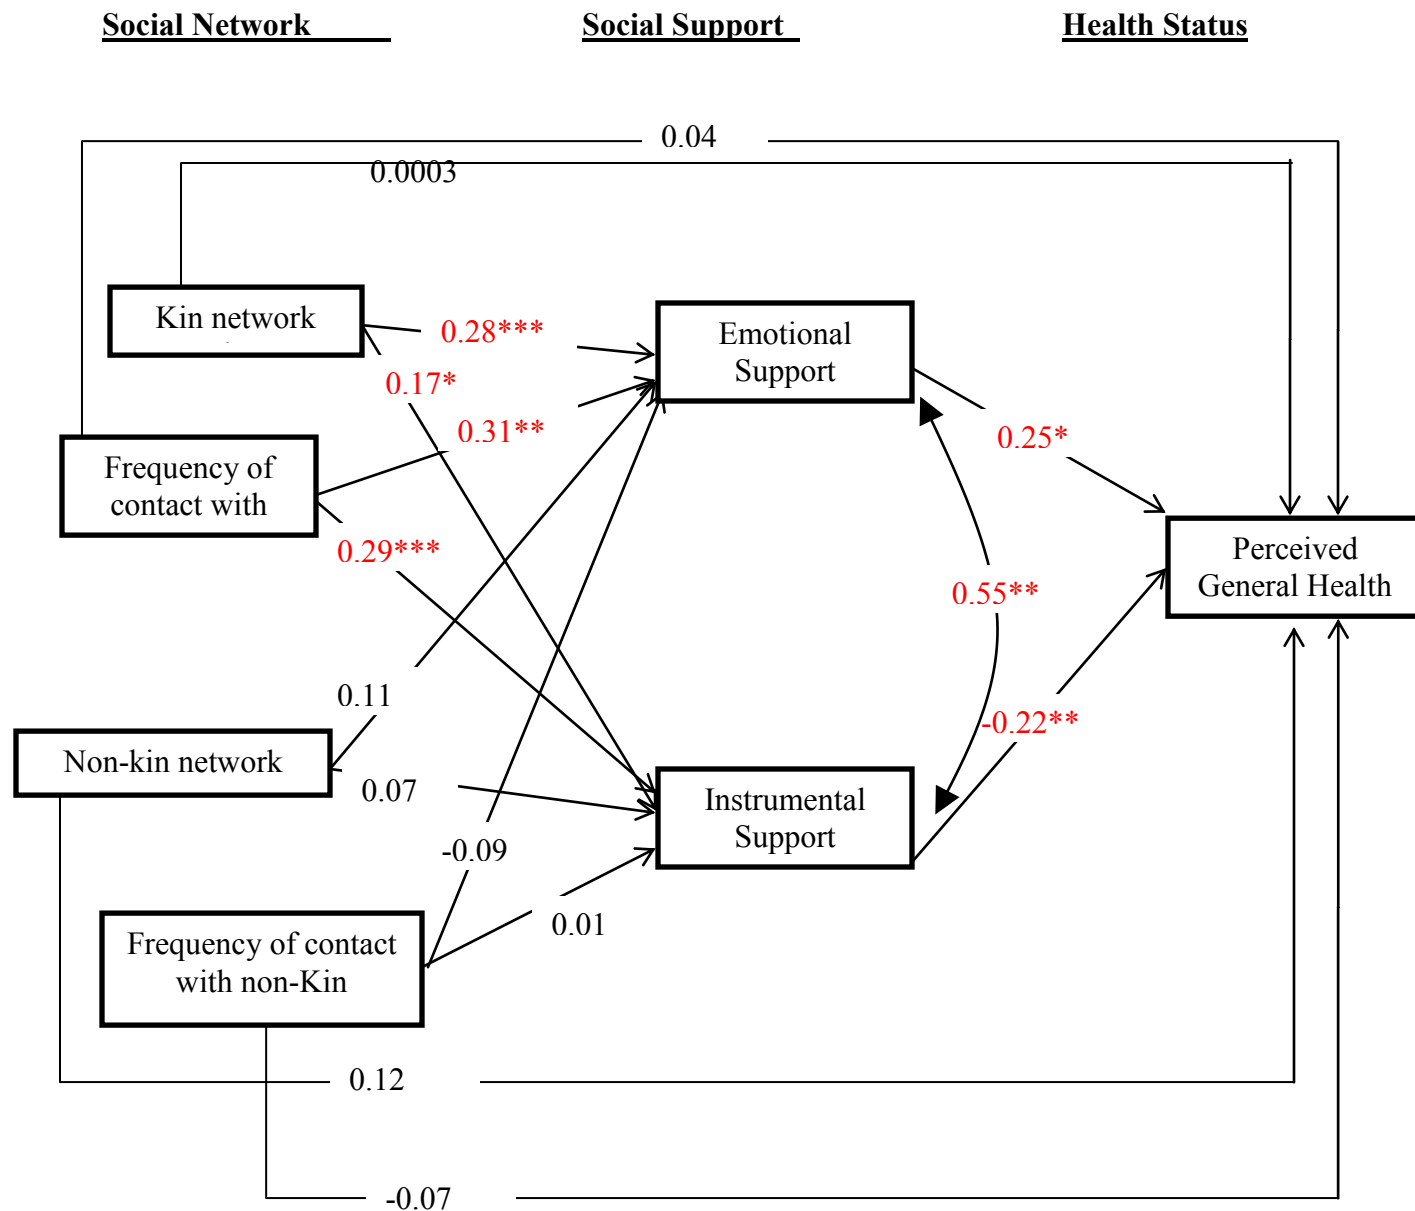 Social Network
Social Support
Health Status
0.04
0.0003
Kin network
0.28***
Emotional
Support
0.17*
0.31**
0.25*
Frequency of
contact with
0.29***
Perceived
General Health
0.55**
0.11
-0.22**
Non-kin network
0.07
Instrumental
Support
-0.09
0.01
Frequency of contact
with non-Kin
0.12
-0.07